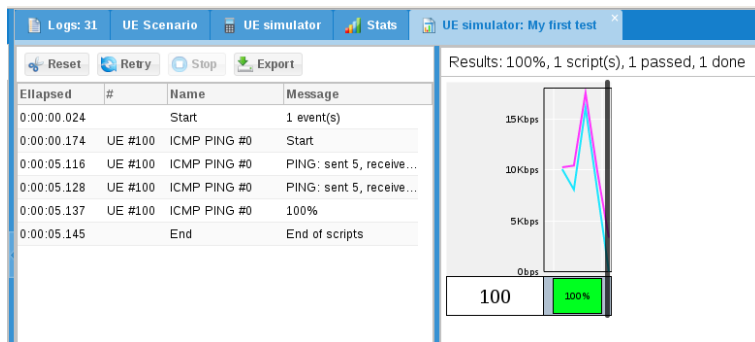 Logs: 31 UE Scenario UE simulator Stats UE simulator: My first test ×
Reset Retry Stop Export
Results: 100%, 1 script(s), 1 passed, 1 done
Ellapsed # Name Message
0:00:00.024 Start 1 event(s)
0:00:00.174 UE #100 ICMP PING #0 Start
0:00:05.116 UE #100 ICMP PING #0 PING: sent 5, receive...
0:00:05.128 UE #100 ICMP PING #0 PING: sent 5, receive...
0:00:05.137 UE #100 ICMP PING #0 100%
0:00:05.145 End End of scripts
15Kbps
10Kbps
5Kbps
0bps
100 100%